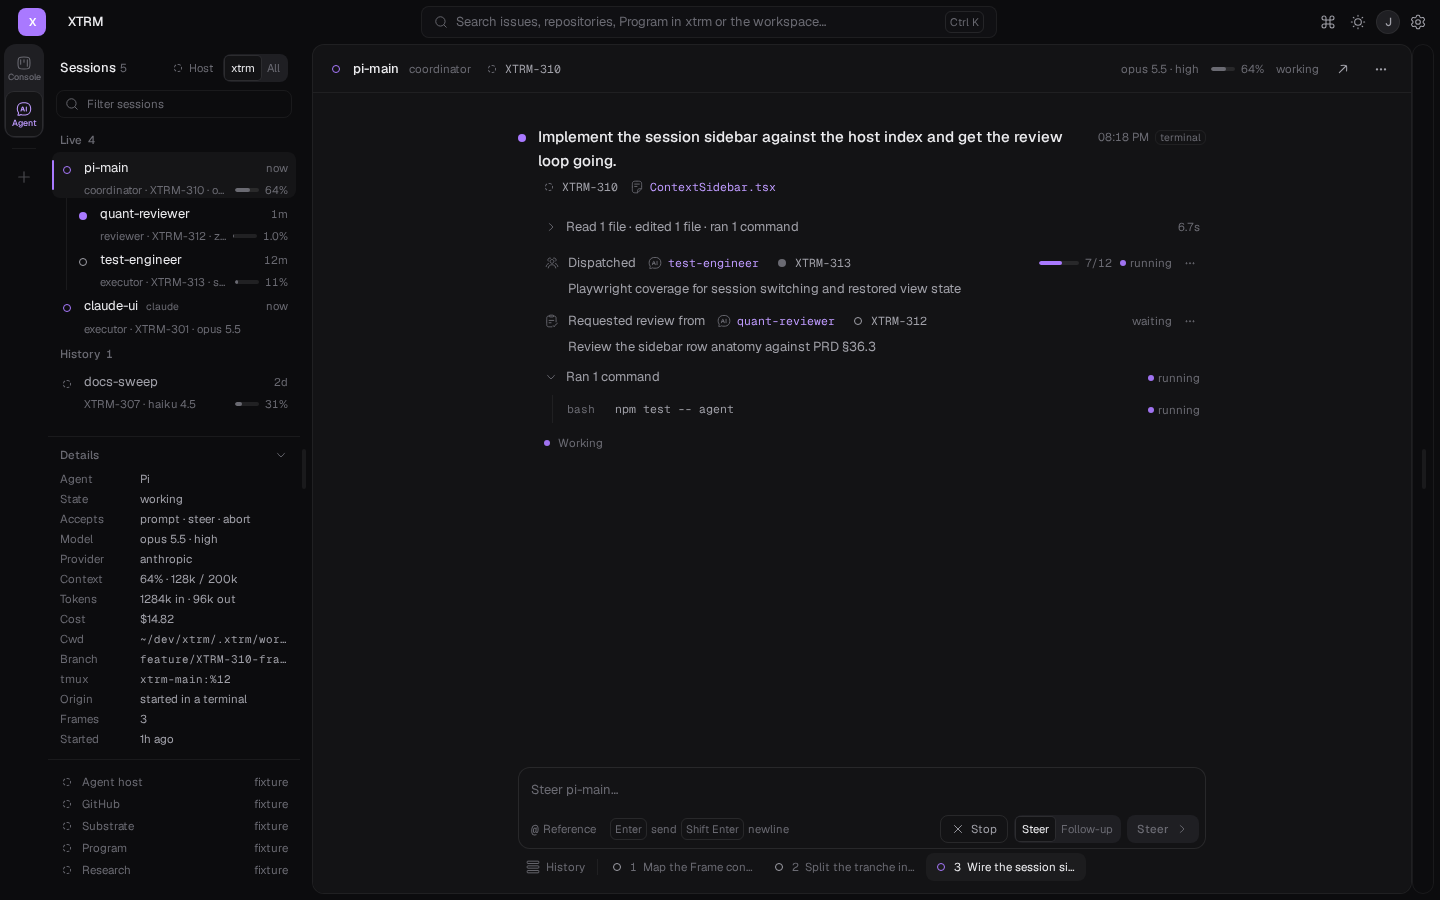 X
XTRM
Search issues, repositories, Program in xtrm or the workspace...
Ctrl K
J
Console
Agent
Sessions 5
Host
xtrm
All
Filter sessions
Live 4
pi-main
now
coordinator · XTRM-310 · o...
64%
quant-reviewer
1m
reviewer · XTRM-312 · z...
1.0%
test-engineer
12m
executor · XTRM-313 · s...
11%
claude-ui claude
now
executor · XTRM-301 · opus 5.5
History 1
docs-sweep
2d
XTRM-307 · haiku 4.5
31%
Details
Agent Pi
State working
Accepts prompt · steer · abort
Model opus 5.5 · high
Provider anthropic
Context 64% · 128k / 200k
Tokens 1284k in · 96k out
Cost $14.82
Cwd ~/dev/xtrm/.xtrm/wor...
Branch feature/XTRM-310-fra...
tmux xtrm-main:%12
Origin started in a terminal
Frames 3
Started 1h ago
Agent host fixture
GitHub fixture
Substrate fixture
Program fixture
Research fixture
pi-main coordinator XTRM-310
opus 5.5 · high 64% working
Implement the session sidebar against the host index and get the review
loop going.
08:18 PM terminal
XTRM-310 ContextSidebar.tsx
Read 1 file · edited 1 file · ran 1 command 6.7s
Dispatched AI test-engineer XTRM-313 7/12 running
Playwright coverage for session switching and restored view state
Requested review from AI quant-reviewer XTRM-312 waiting
Review the sidebar row anatomy against PRD §36.3
Ran 1 command running
bash npm test -- agent running
Working
Steer pi-main...
@ Reference Enter send Shift Enter newline
Stop Steer Follow-up Steer
History 1 Map the Frame con... 2 Split the tranche in... 3 Wire the session si...